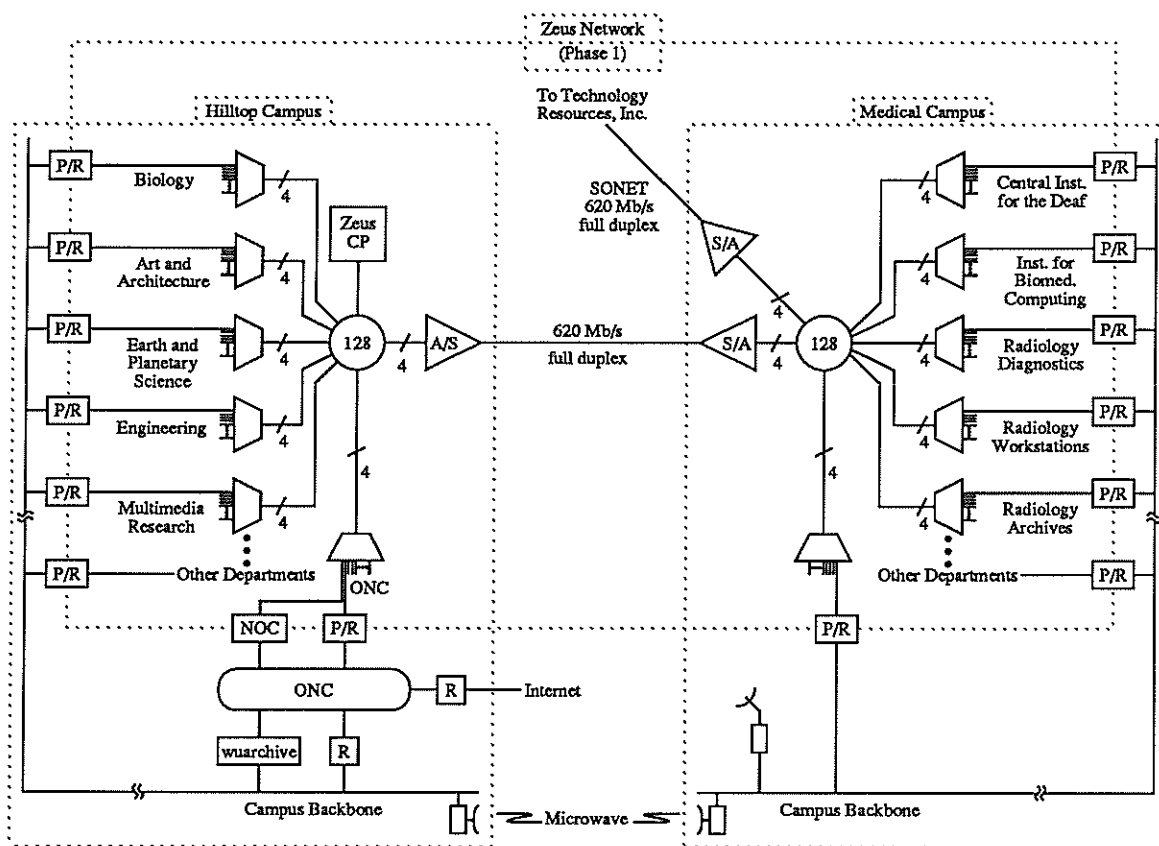 Zeus Network
(Phase 1)
Hilltop Campus
To Technology
Resources, Inc.
Medical Campus
P/R
Biology
4
Zeus
CP
SONET
620 Mb/s
full duplex
S/A
4
4
Central Inst.
for the Deaf
P/R
P/R
Art and
Architecture
4
4
Inst. for
Biomed.
Computing
P/R
P/R
Earth and
Planetary
Science
4
128
4
A/S
620 Mb/s
full duplex
S/A
4
128
4
Radiology
Diagnostics
P/R
P/R
Engineering
4
4
Radiology
Workstations
P/R
4
4
P/R
Multimedia
Research
4
4
Radiology
Archives
P/R
P/R
Other Departments
ONC
Other Departments
P/R
NOC
P/R
P/R
ONC
R
Internet
wuarchive
R
Campus Backbone
Microwave
Campus Backbone